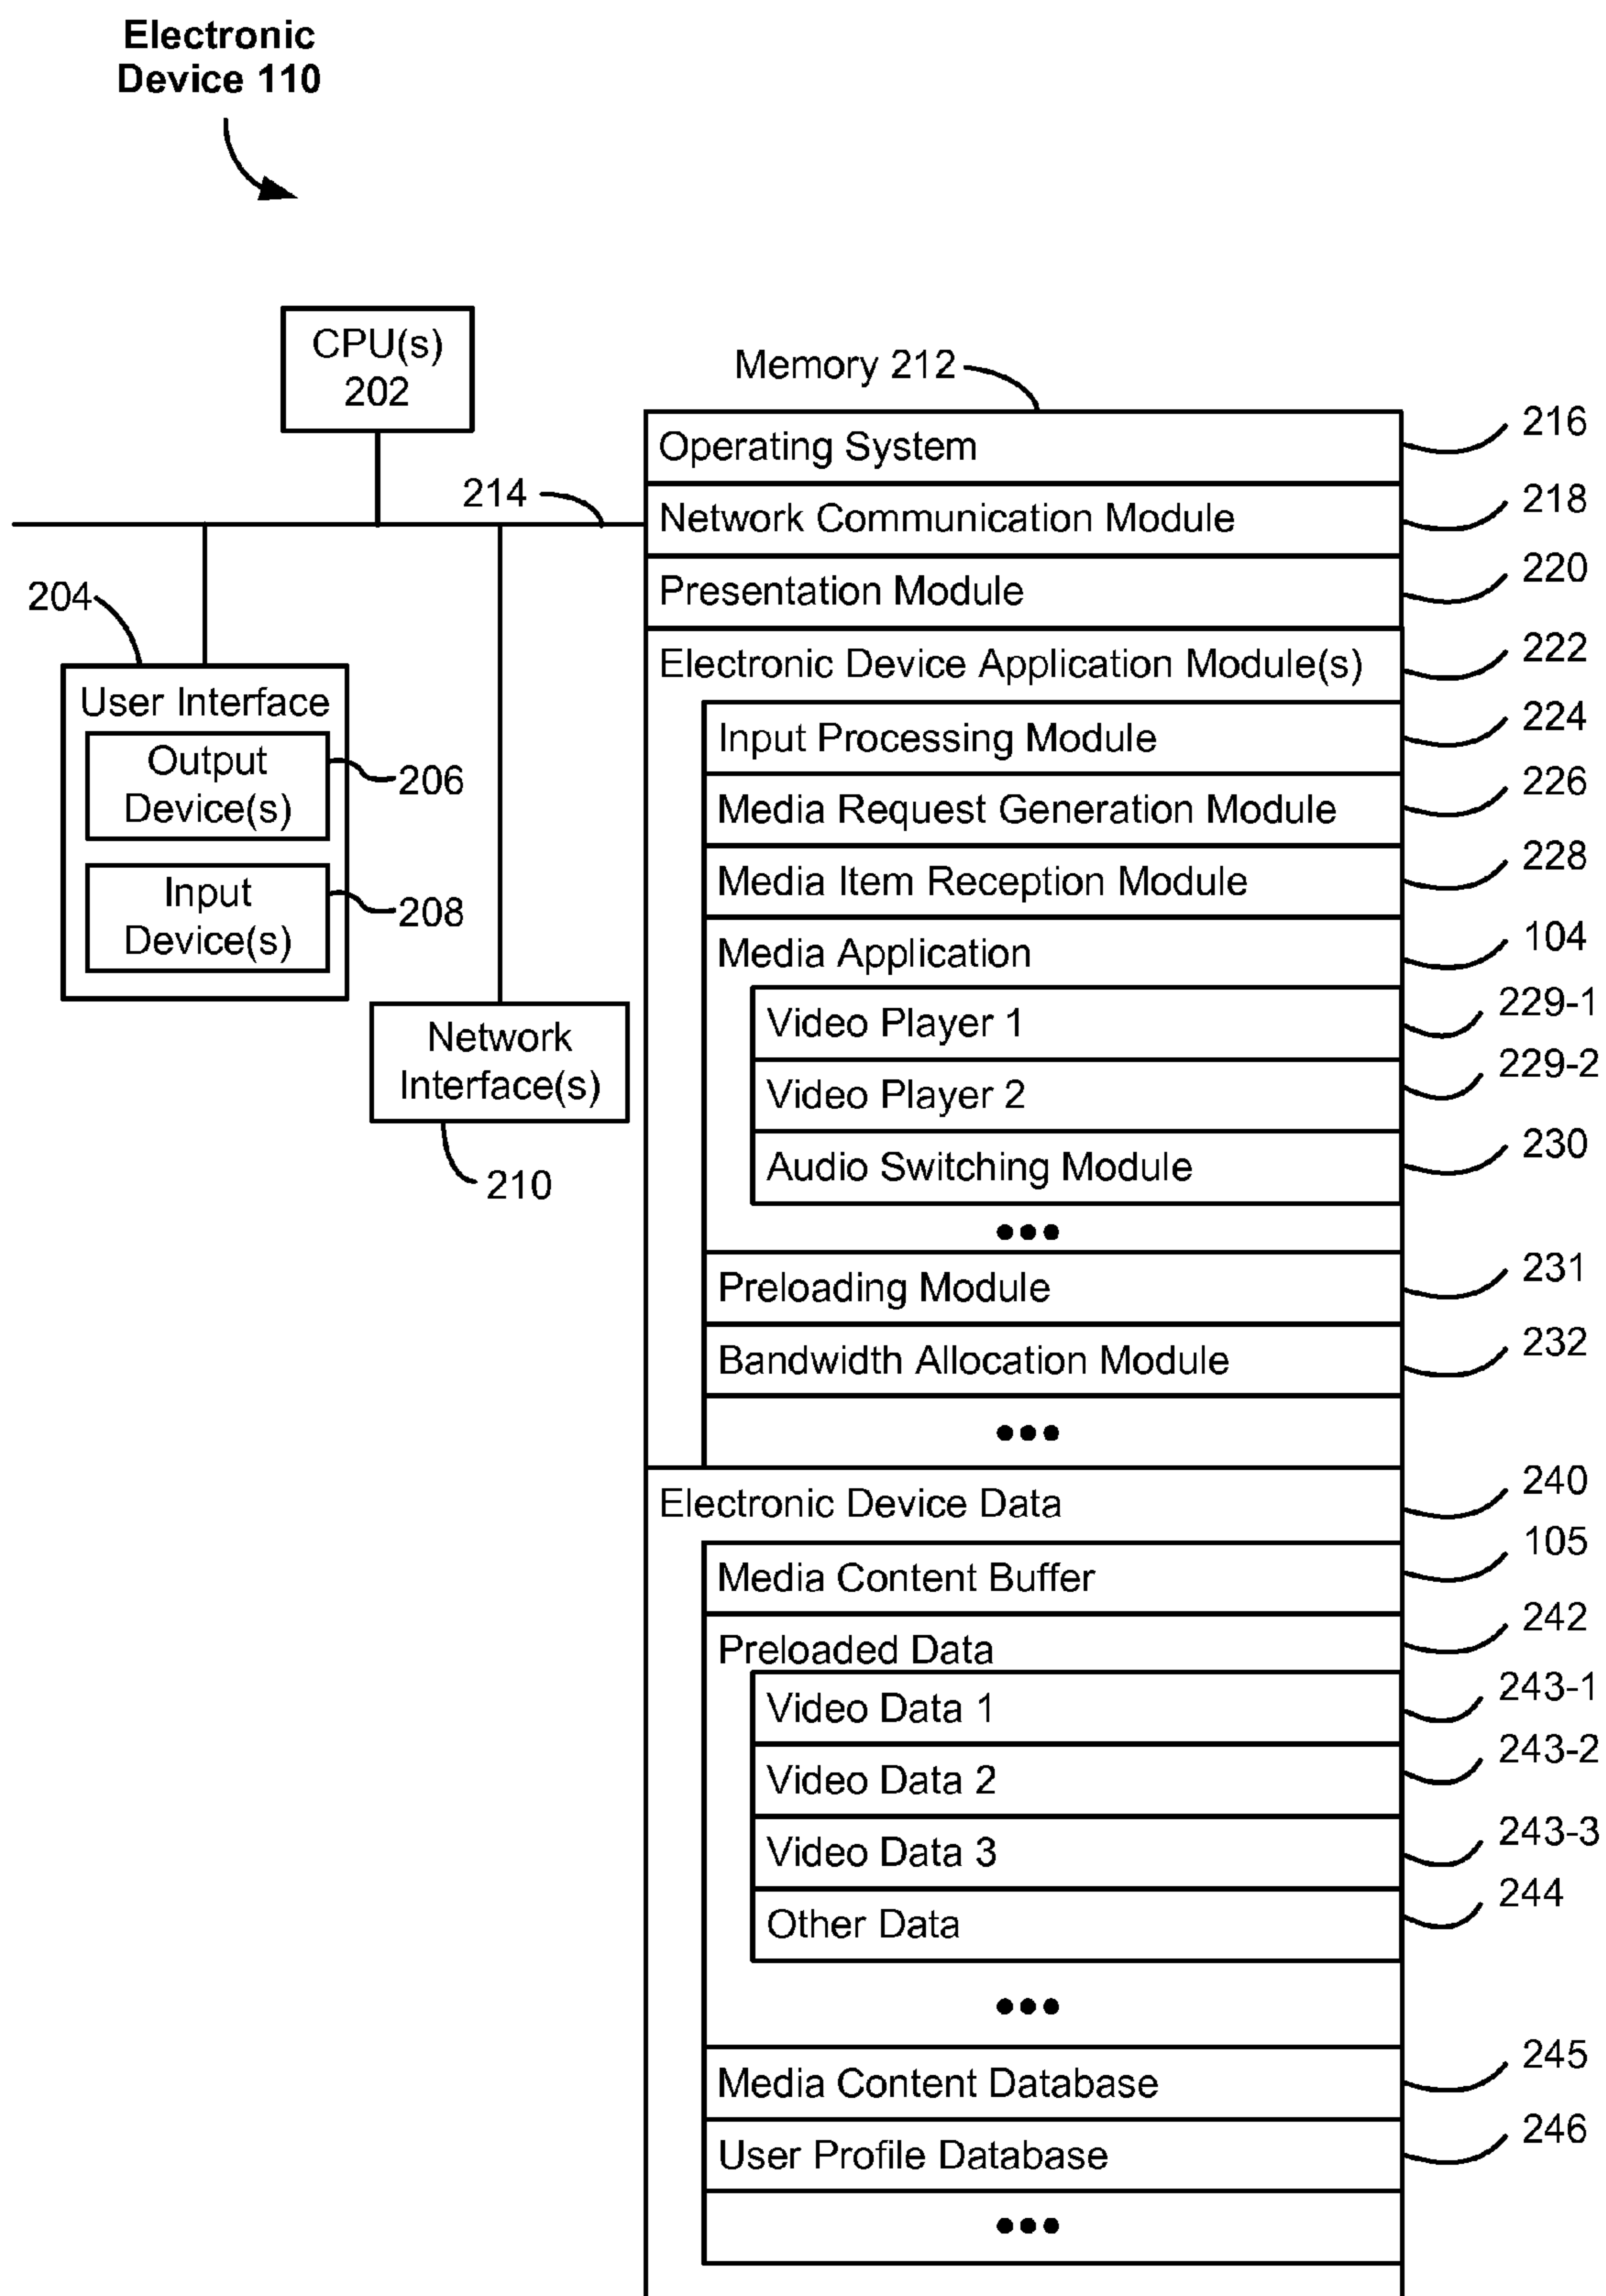 Electronic
Device 110
CPU(s)
202
Memory 212
214
204
User Interface
Output
Device(s)
206
Input
Device(s)
208
Network
Interface(s)
210
Operating System
216
Network Communication Module
218
Presentation Module
220
Electronic Device Application Module(s)
222
Input Processing Module
224
Media Request Generation Module
226
Media Item Reception Module
228
Media Application
104
Video Player 1
229-1
Video Player 2
229-2
Audio Switching Module
230
Preloading Module
231
Bandwidth Allocation Module
232
Electronic Device Data
240
Media Content Buffer
105
Preloaded Data
242
Video Data 1
243-1
Video Data 2
243-2
Video Data 3
243-3
Other Data
244
Media Content Database
245
User Profile Database
246